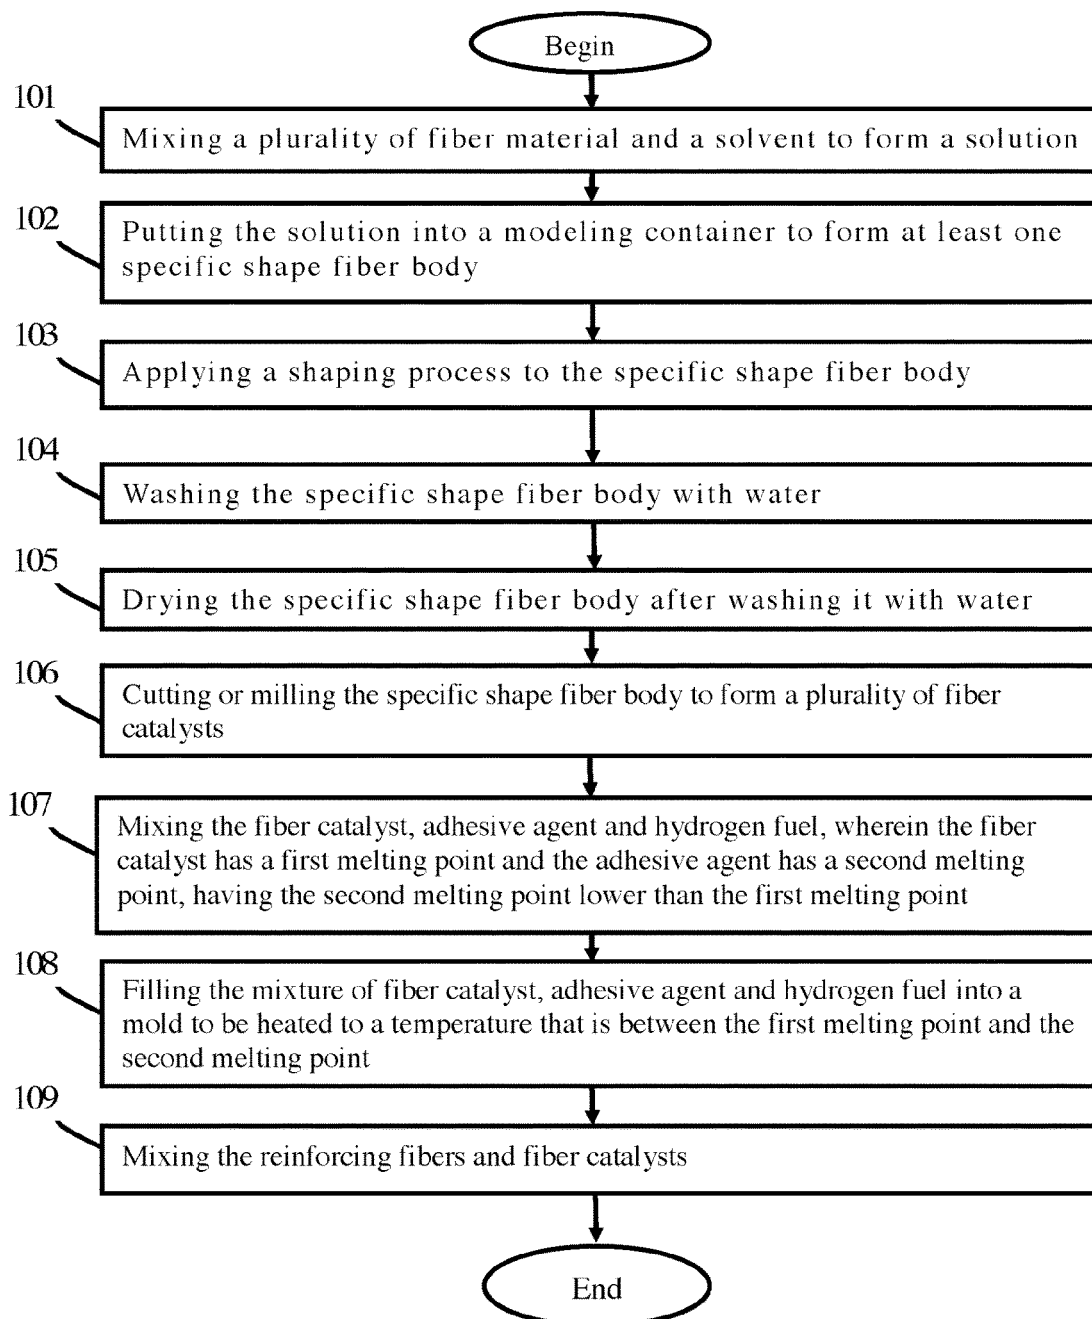 Begin
101
Mixing a plurality of fiber material and a solvent to form a solution
102
Putting the solution into a modeling container to form at least one
specific shape fiber body
103
Applying a shaping process to the specific shape fiber body
104
Washing the specific shape fiber body with water
105
Drying the specific shape fiber body after washing it with water
106
Cutting or milling the specific shape fiber body to form a plurality of fiber
catalysts
107
Mixing the fiber catalyst, adhesive agent and hydrogen fuel, wherein the fiber
catalyst has a first melting point and the adhesive agent has a second melting
point, having the second melting point lower than the first melting point
108
Filling the mixture of fiber catalyst, adhesive agent and hydrogen fuel into a
mold to be heated to a temperature that is between the first melting point and the
second melting point
109
Mixing the reinforcing fibers and fiber catalysts
End